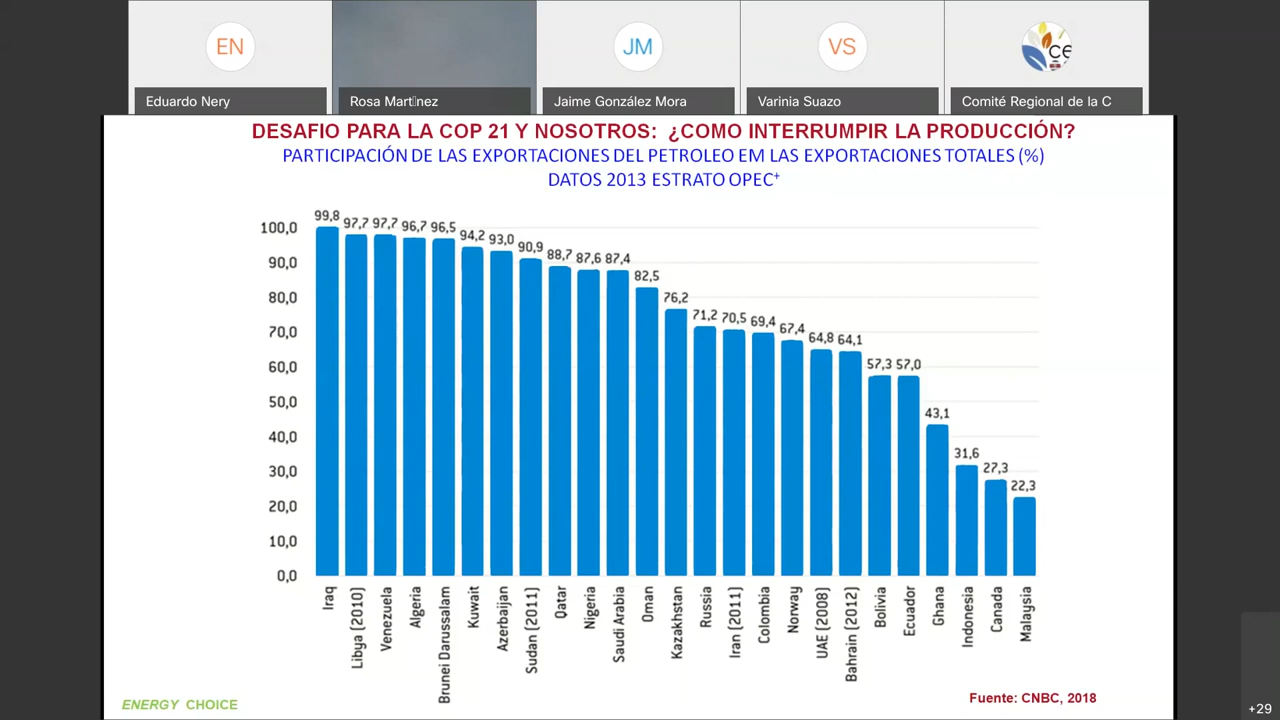 EN
JM
VS
ce
Eduardo Nery
Rosa Mart▯nez
Jaime González Mora
Varinia Suazo
Comité Regional de la C
DESAFIO PARA LA COP 21 Y NOSOTROS: ¿COMO INTERRUMPIR LA PRODUCCIÓN?
PARTICIPACIÓN DE LAS EXPORTACIONES DEL PETROLEO EM LAS EXPORTACIONES TOTALES (%)
DATOS 2013 ESTRATO OPEC⁺
100,0
90,0
80,0
70,0
60,0
50,0
40,0
30,0
20,0
10,0
0,0
99,8
97,7
97,7
96,7
96,5
94,2
93,0
90,9
88,7
87,6
87,4
82,5
76,2
71,2
70,5
69,4
67,4
64,8
64,1
57,3
57,0
43,1
31,6
27,3
22,3
Iraq
Libya (2010)
Venezuela
Algeria
Brunei Darussalam
Kuwait
Azerbaijan
Sudan (2011)
Qatar
Nigeria
Saudi Arabia
Oman
Kazakhstan
Russia
Iran (2011)
Colombia
Norway
UAE (2008)
Bahrain (2012)
Bolivia
Ecuador
Ghana
Indonesia
Canada
Malaysia
ENERGY CHOICE
Fuente: CNBC, 2018
+29